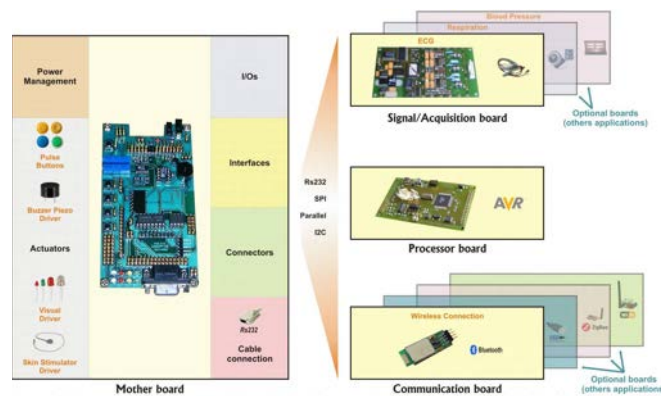 Power
Management
Pulse
Buttons
Buzzer Piezo
Driver
Actuators
Visual
Driver
Skin Stimulator
Driver
I/Os
Interfaces
Connectors
Rs232
Cable
connection
Mother board
Rs232
SPI
Parallel
I2C
Blood Pressure
Respiration
ECG
Signal/Acquisition board
Optional boards
(others applications)
AVR
Processor board
Wireless Connection
Bluetooth
ZigBee
Communication board
Optional boards
(others applications)